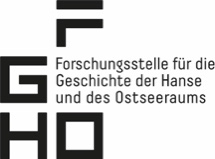 F
Forschungsstelle für die
G
Geschichte der Hanse
und des Ostseeraums
HO